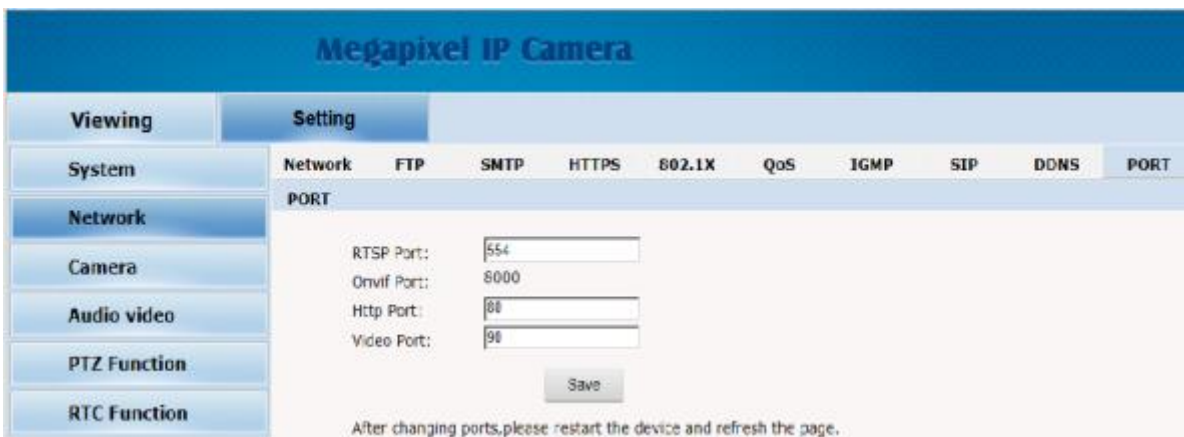 Megapixel IP Camera
Viewing Setting
System Network FTP SMTP HTTPS 802.1X QoS IGMP SIP DDNS PORT
PORT
Network
RTSP Port: 554
Camera
Onvif Port: 8000
Audio video
Http Port: 80
Video Port: 90
PTZ Function
Save
RTC Function
After changing ports,please restart the device and refresh the page.